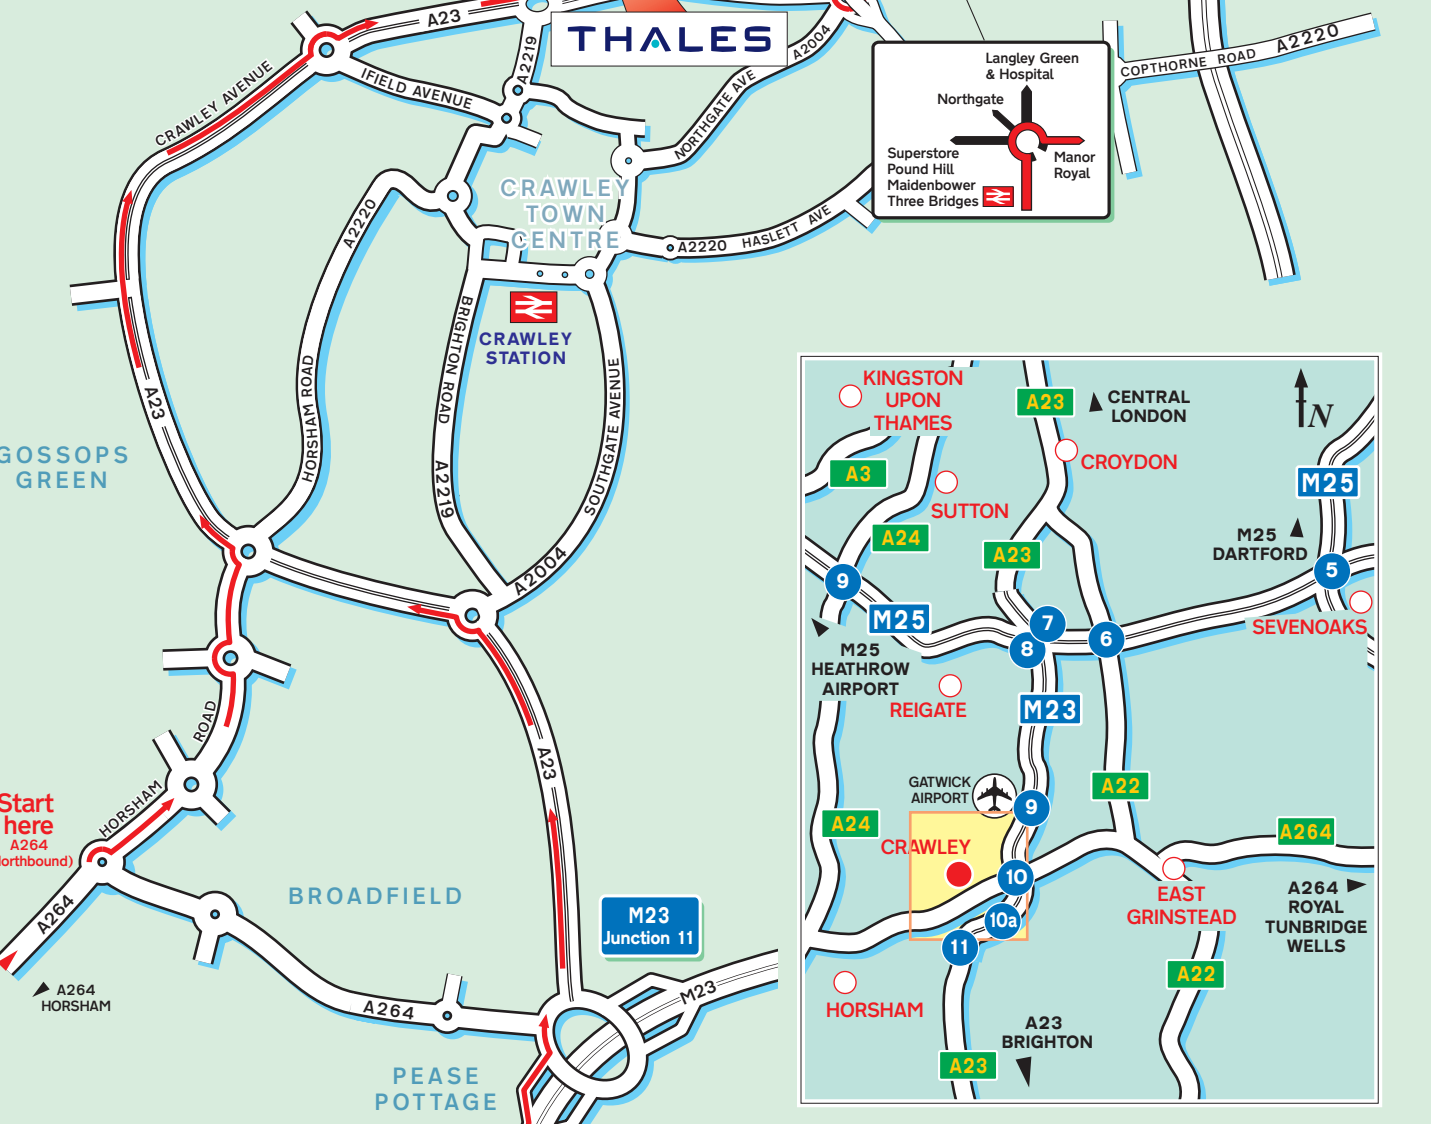 A23
THALES
A2219
A2004
IFIELD AVENUE
CRAWLEY AVENUE
NORTHGATE AVE
COPTHORNE ROAD
A2220
Langley Green
& Hospital
Northgate
Superstore
Pound Hill
Maidenbower
Three Bridges
Manor
Royal
CRAWLEY
TOWN
CENTRE
A2220
A2220 HASLETT AVE
CRAWLEY
STATION
BRIGHTON ROAD
HORSHAM ROAD
SOUTHGATE AVENUE
A23
GOSSOPS
GREEN
A2219
A2004
A23
ROAD
HORSHAM
Start
here
A264
orthbound)
A264
BROADFIELD
M23
Junction 11
A264
HORSHAM
A264
M23
PEASE
POTTAGE
KINGSTON
UPON
THAMES
A23
CENTRAL
LONDON
N
CROYDON
A3
SUTTON
M25
A24
A23
M25
DARTFORD
9
5
M25
7
8
6
SEVENOAKS
M25
HEATHROW
AIRPORT
REIGATE
M23
GATWICK
AIRPORT
9
A22
A24
CRAWLEY
A264
10
10a
11
EAST
GRINSTEAD
A264
ROYAL
TUNBRIDGE
WELLS
A22
HORSHAM
A23
BRIGHTON
A23